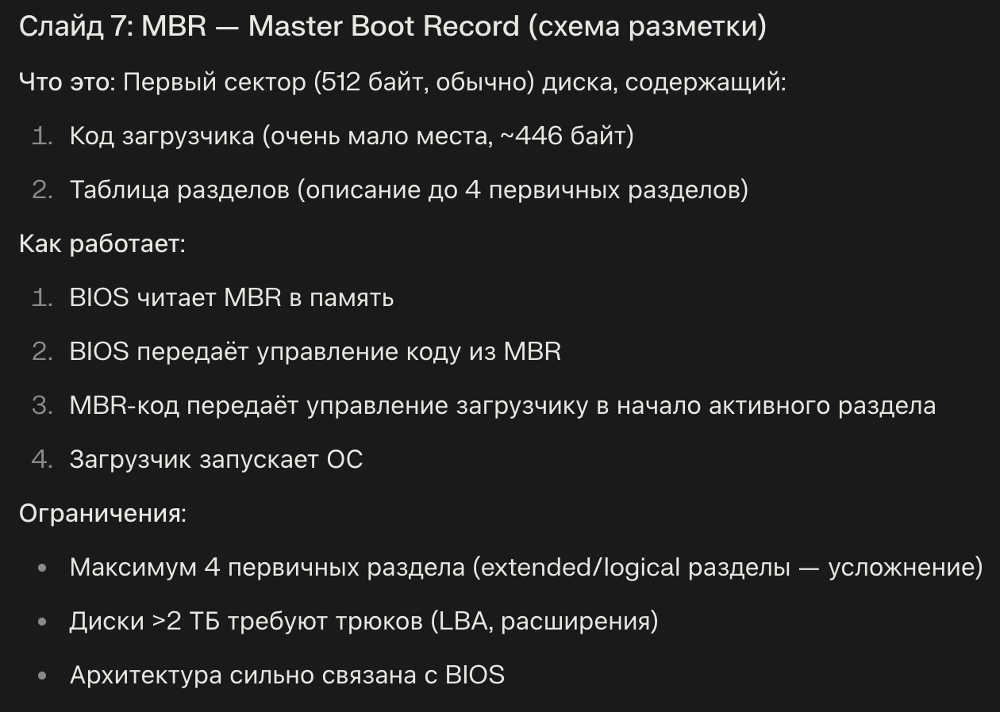 Слайд 7: MBR — Master Boot Record (схема разметки)
Что это: Первый сектор (512 байт, обычно) диска, содержащий:
1. Код загрузчика (очень мало места, ~446 байт)
2. Таблица разделов (описание до 4 первичных разделов)
Как работает:
1. BIOS читает MBR в память
2. BIOS передаёт управление коду из MBR
3. MBR-код передаёт управление загрузчику в начало активного раздела
4. Загрузчик запускает ОС
Ограничения:
• Максимум 4 первичных раздела (extended/logical разделы — усложнение)
• Диски >2 ТБ требуют трюков (LBA, расширения)
• Архитектура сильно связана с BIOS